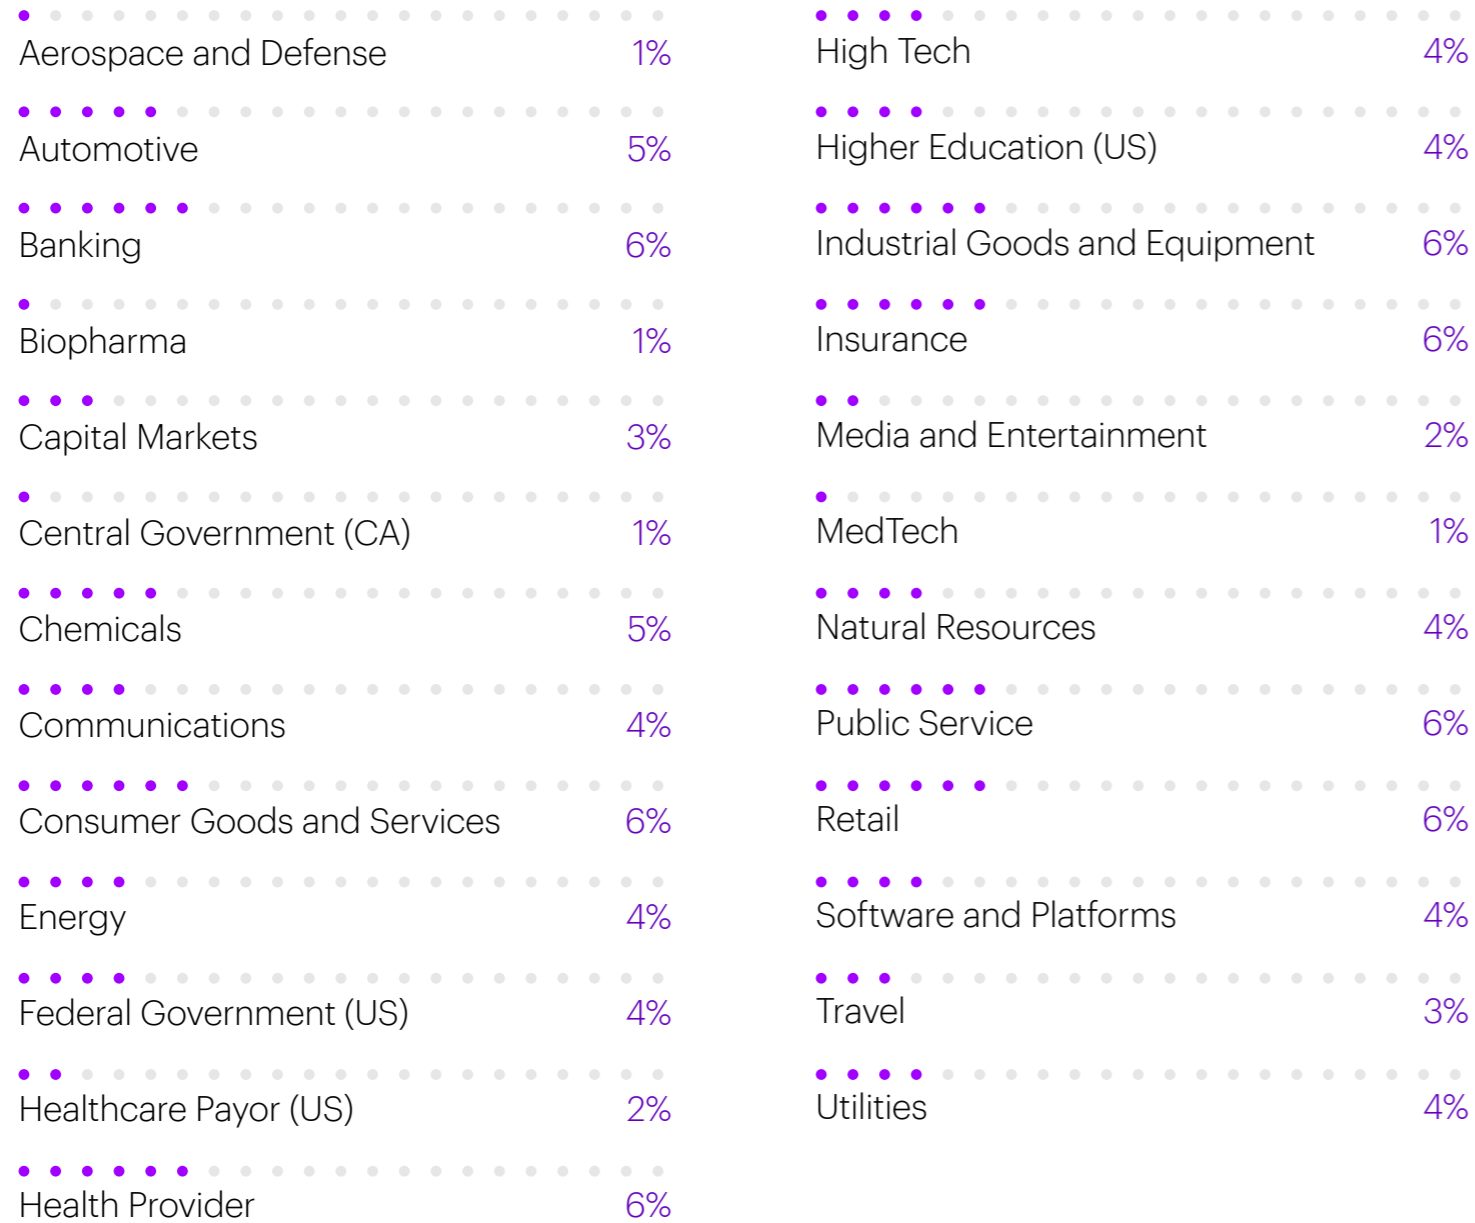 Aerospace and Defense 1%
Automotive 5%
Banking 6%
Biopharma 1%
Capital Markets 3%
Central Government (CA) 1%
Chemicals 5%
Communications 4%
Consumer Goods and Services 6%
Energy 4%
Federal Government (US) 4%
Healthcare Payor (US) 2%
Health Provider 6%
High Tech 4%
Higher Education (US) 4%
Industrial Goods and Equipment 6%
Insurance 6%
Media and Entertainment 2%
MedTech 1%
Natural Resources 4%
Public Service 6%
Retail 6%
Software and Platforms 4%
Travel 3%
Utilities 4%